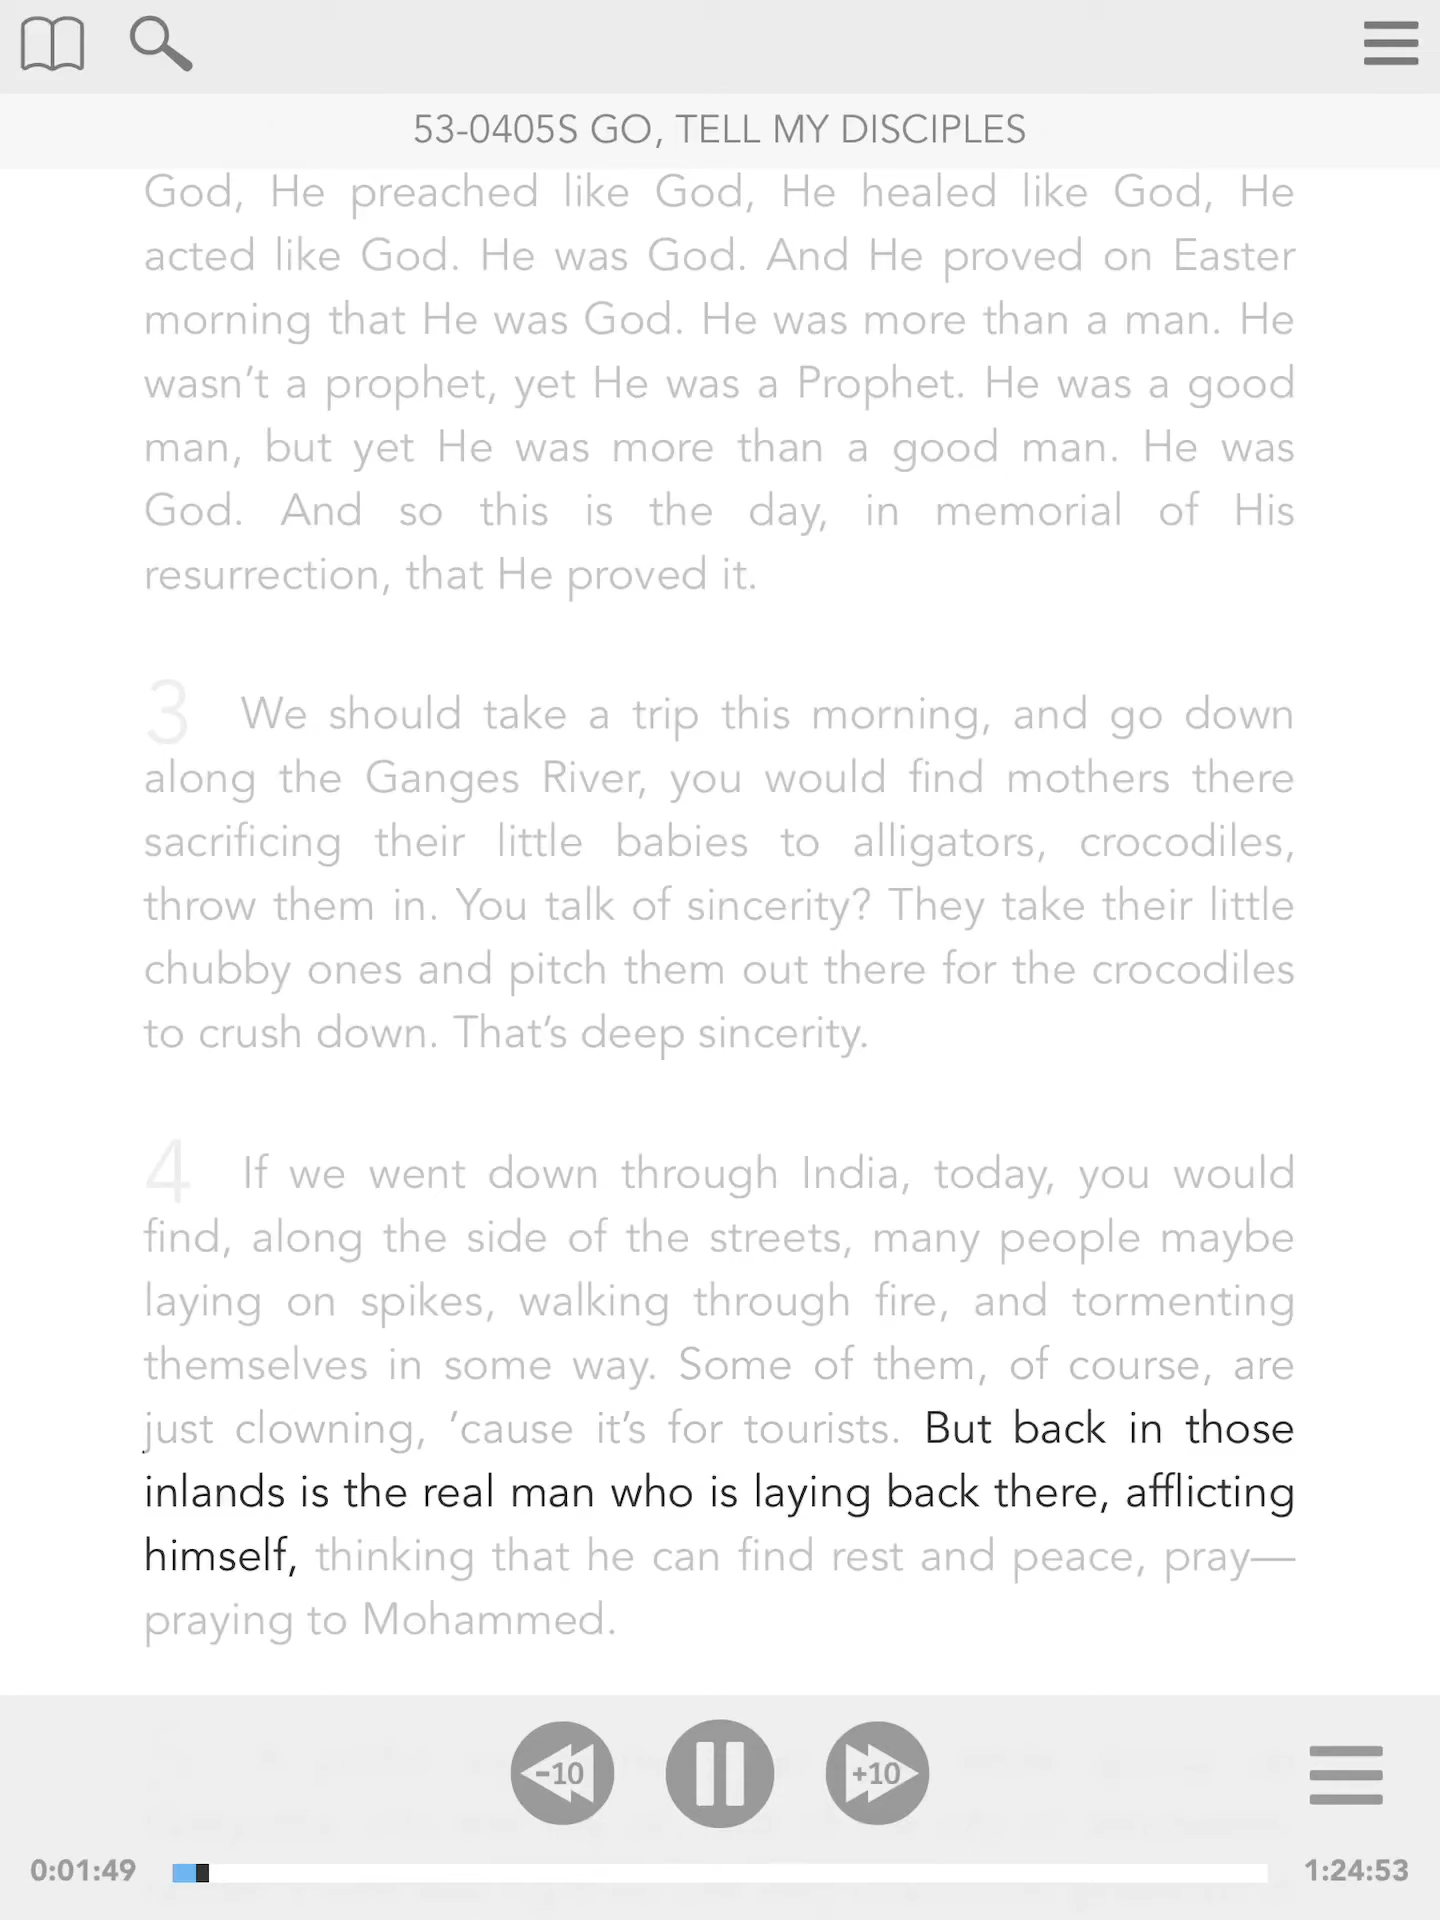 53-0405S GO, TELL MY DISCIPLES
God, He preached like God, He healed like God, He
acted like God. He was God. And He proved on Easter
morning that He was God. He was more than a man. He
wasn’t a prophet, yet He was a Prophet. He was a good
man, but yet He was more than a good man. He was
God. And so this is the day, in memorial of His
resurrection, that He proved it.
3 We should take a trip this morning, and go down
along the Ganges River, you would find mothers there
sacrificing their little babies to alligators, crocodiles,
throw them in. You talk of sincerity? They take their little
chubby ones and pitch them out there for the crocodiles
to crush down. That’s deep sincerity.
4 If we went down through India, today, you would
find, along the side of the streets, many people maybe
laying on spikes, walking through fire, and tormenting
themselves in some way. Some of them, of course, are
just clowning, ’cause it’s for tourists. But back in those
inlands is the real man who is laying back there, afflicting
himself, thinking that he can find rest and peace, pray—
praying to Mohammed.
-10 +10
0:01:49 1:24:53